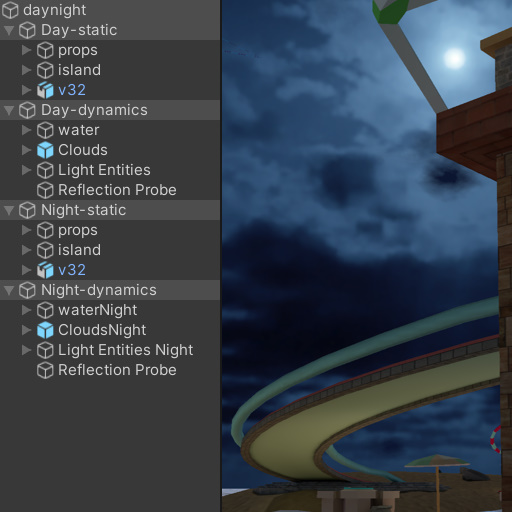 daynight
Day-static
props
island
v32
Day-dynamics
water
Clouds
Light Entities
Reflection Probe
Night-static
props
island
v32
Night-dynamics
waterNight
CloudsNight
Light Entities Night
Reflection Probe